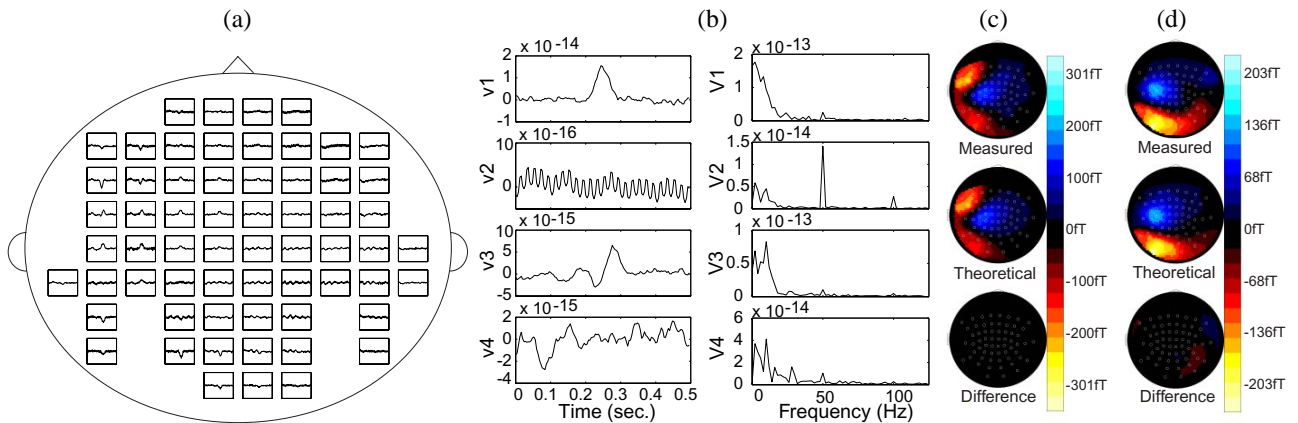 (a)
(b)
(c)
(d)
x 10 -14
2
1
0
-1
v1
x 10 -16
10
5
0
v2
x 10 -15
10
5
0
-5
v3
x 10 -15
2
0
-2
-4
v4
0 0.1 0.2 0.3 0.4 0.5
Time (sec.)
x 10 -13
2
1
0
V1
x 10 -14
1.5
1
0.5
0
V2
x 10 -13
1
0.5
0
V3
x 10 -14
6
4
2
0
V4
0 50 100
Frequency (Hz)
Measured
Theoretical
Difference
301fT
200fT
100fT
0fT
-100fT
-200fT
-301fT
Measured
Theoretical
Difference
203fT
136fT
68fT
0fT
-68fT
-136fT
-203fT